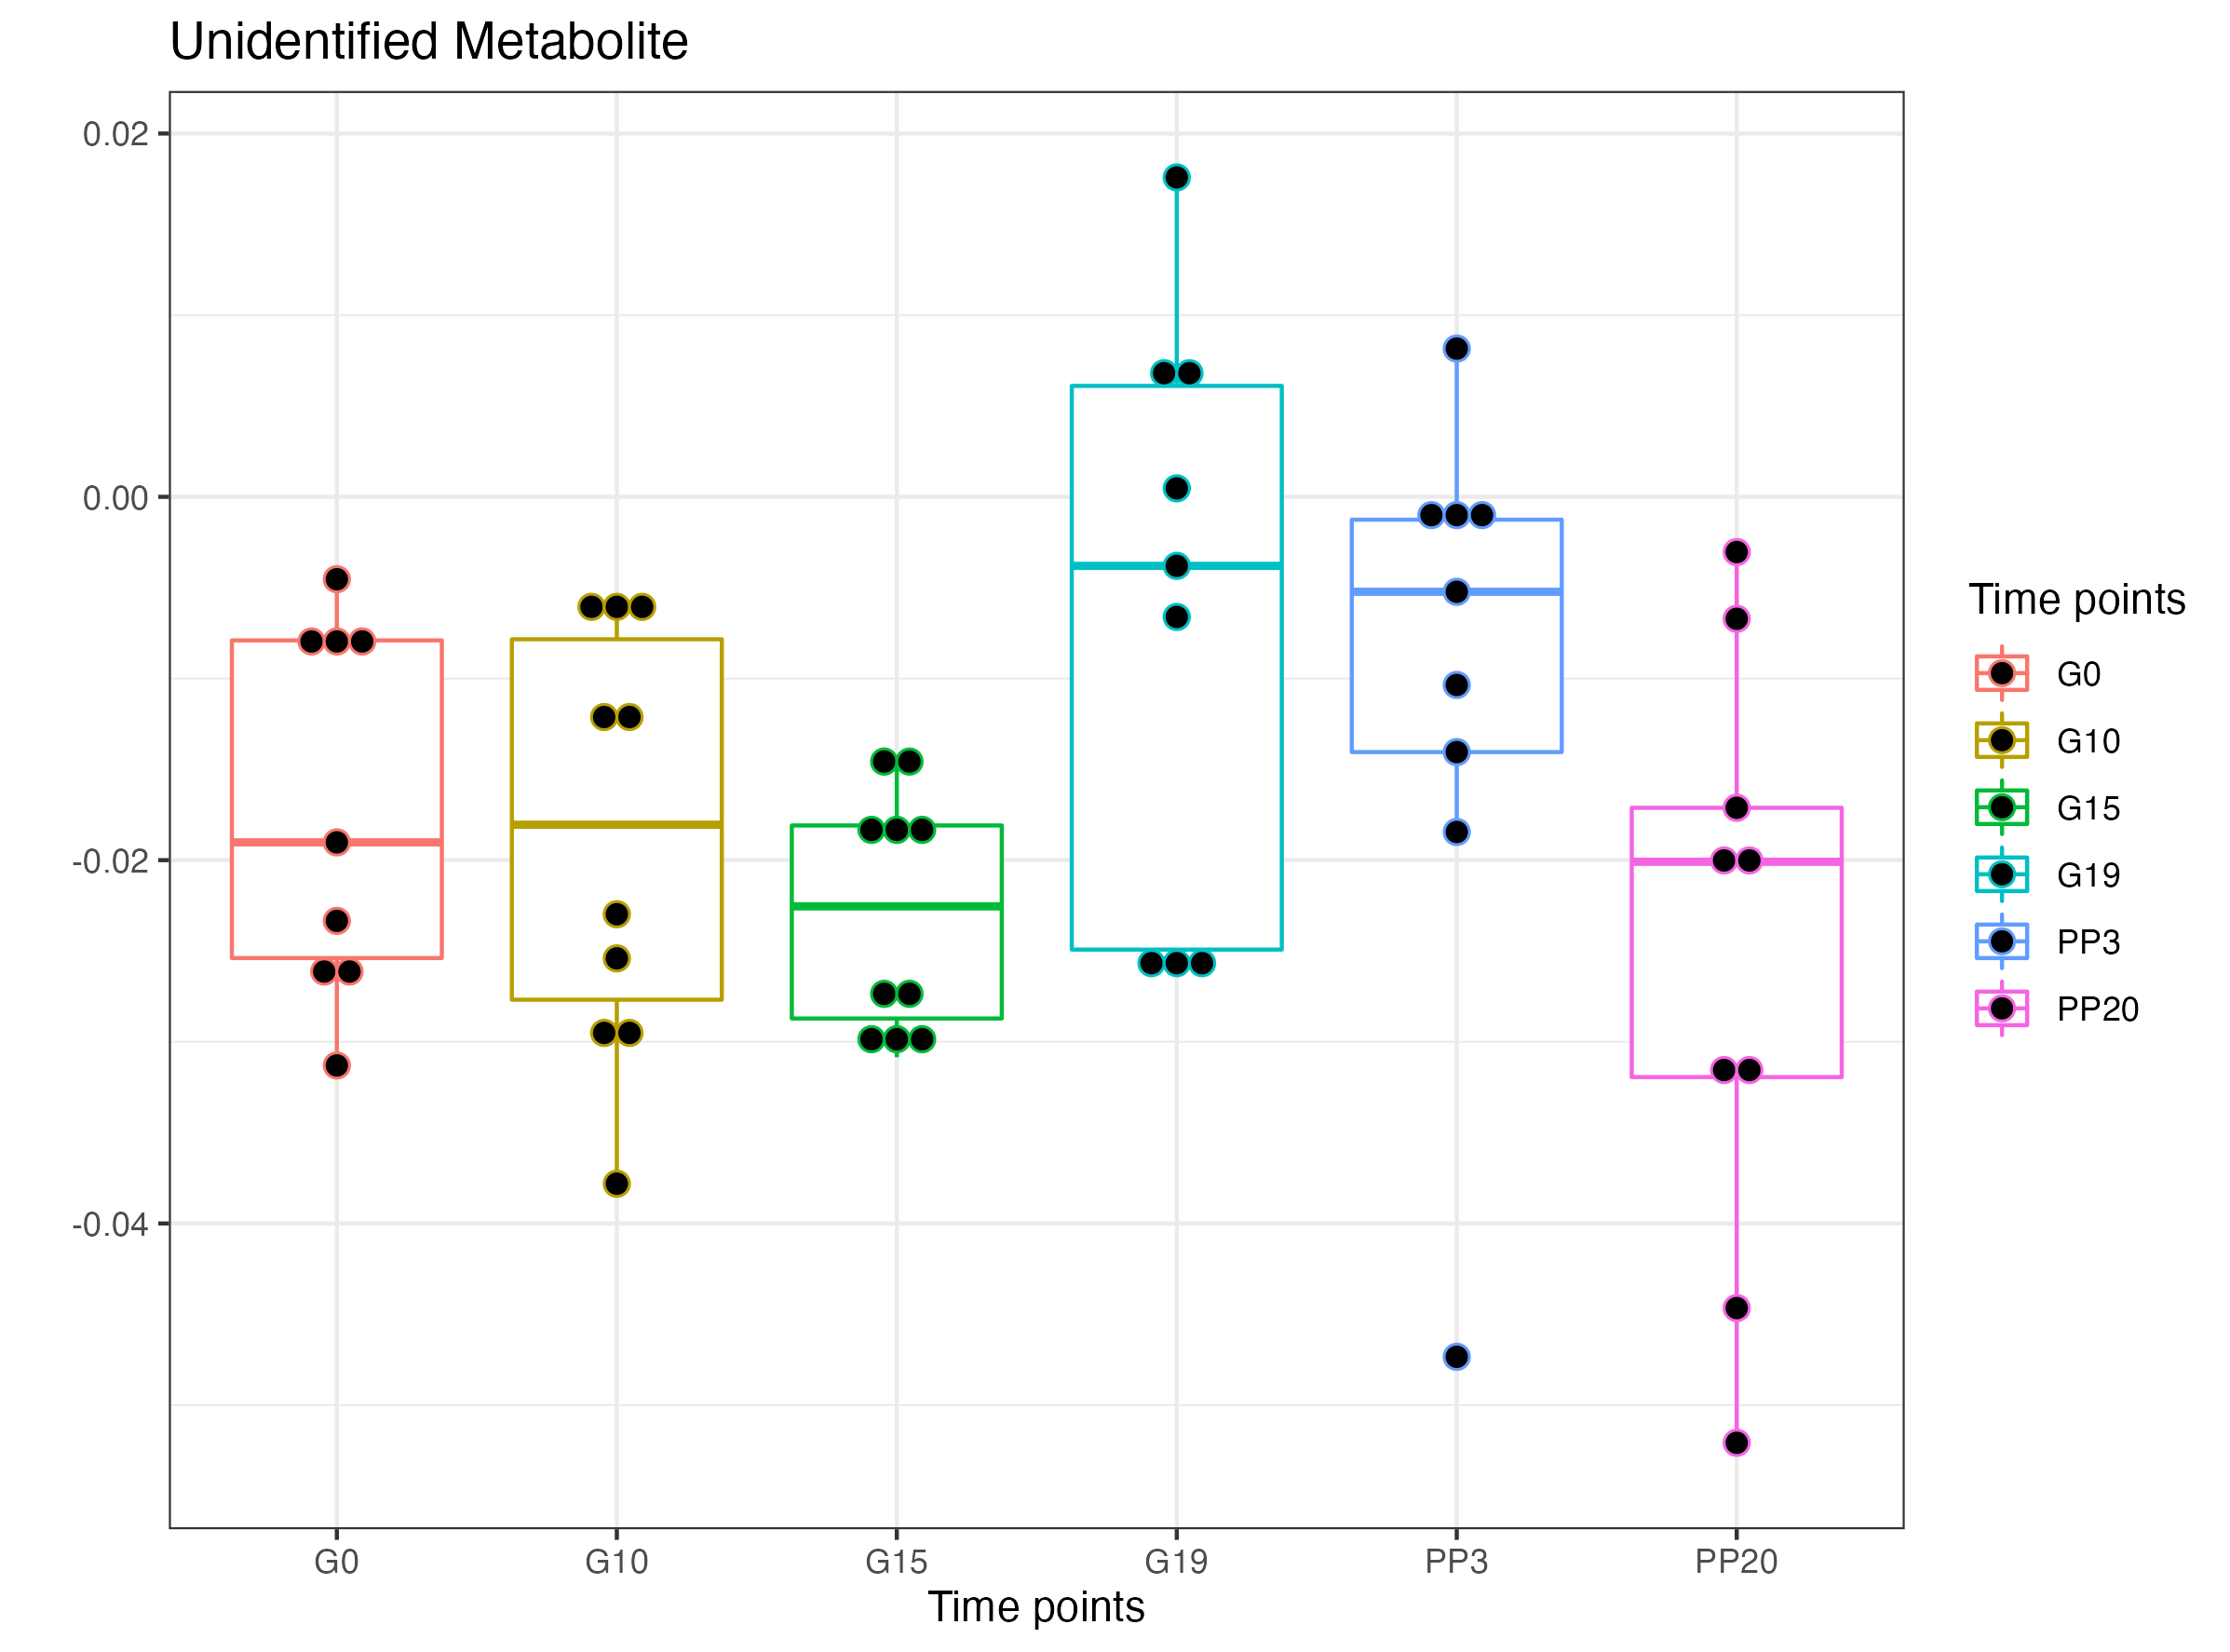 Unidentified Metabolite
0.02
0.00
-0.02
-0.04
G0
G10
G15
G19
PP3
PP20
Time points
Time points
G0
G10
G15
G19
PP3
PP20